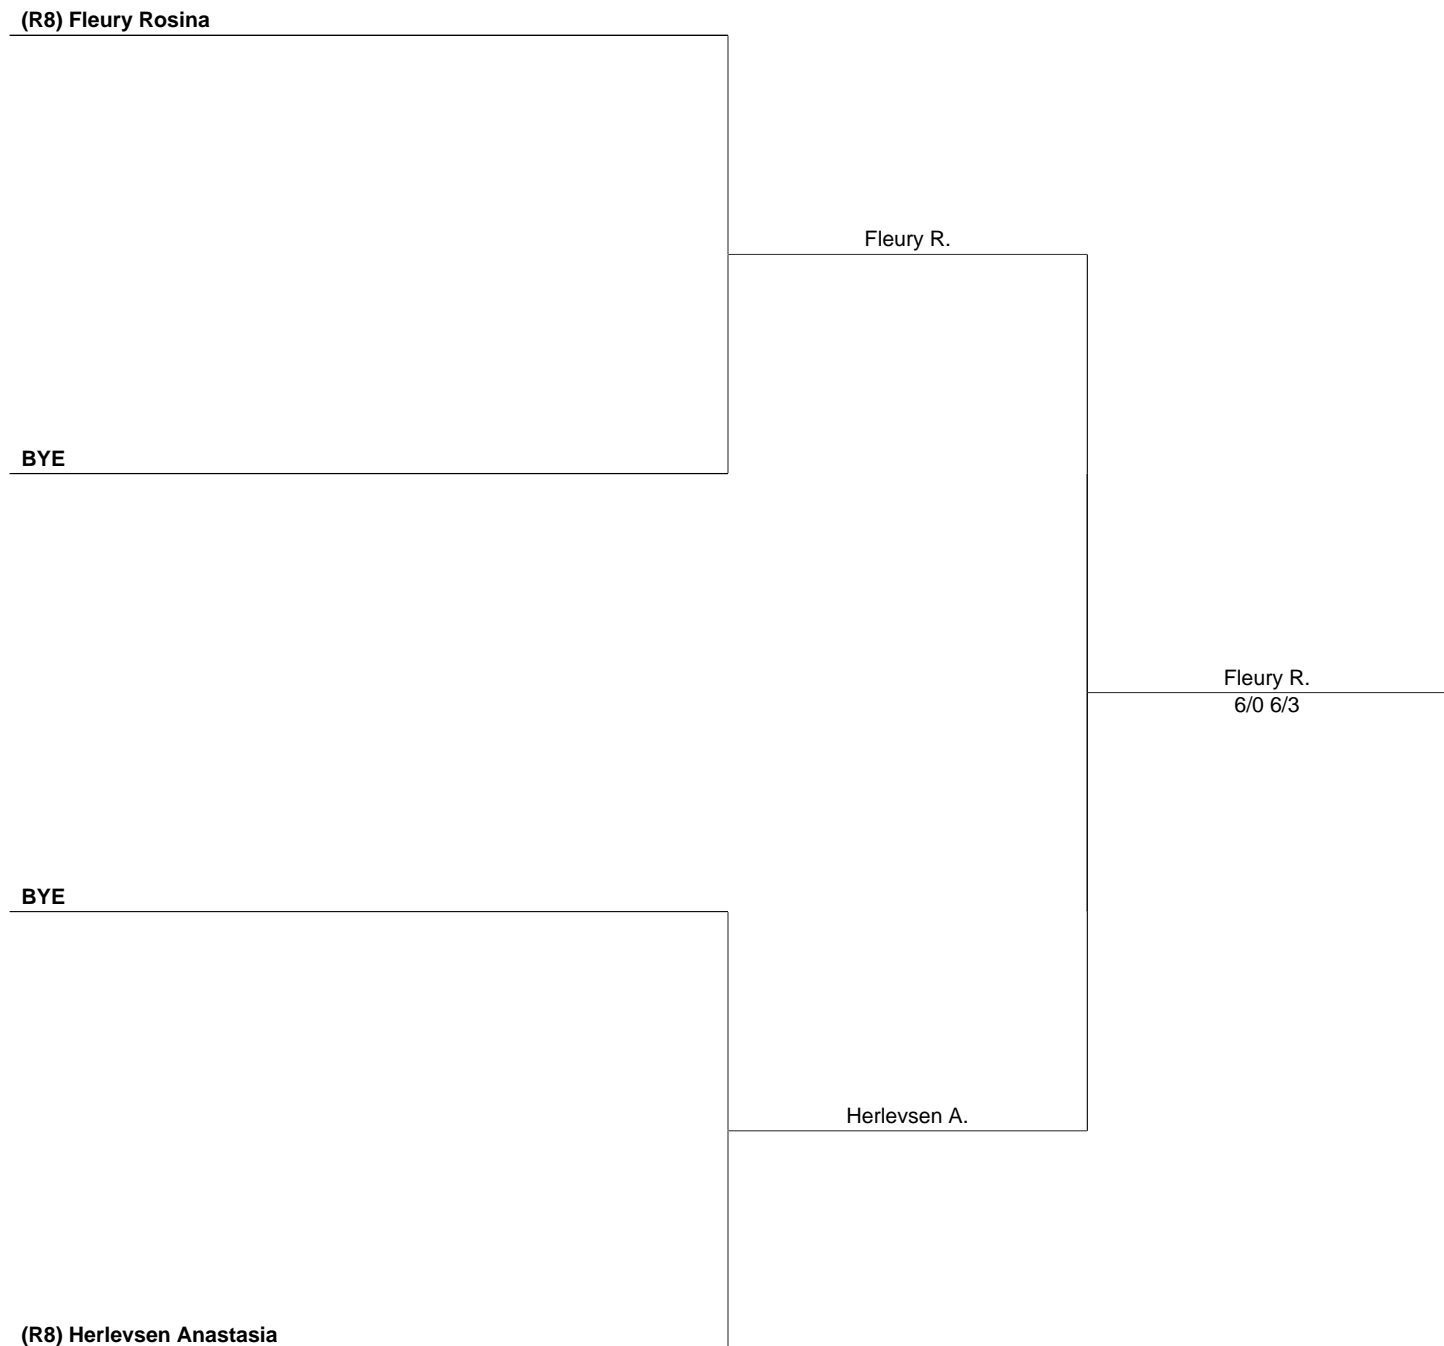 (R8) Fleury Rosina
Fleury R.
BYE
Fleury R.
6/0 6/3
BYE
Herlevsen A.
(R8) Herlevsen Anastasia